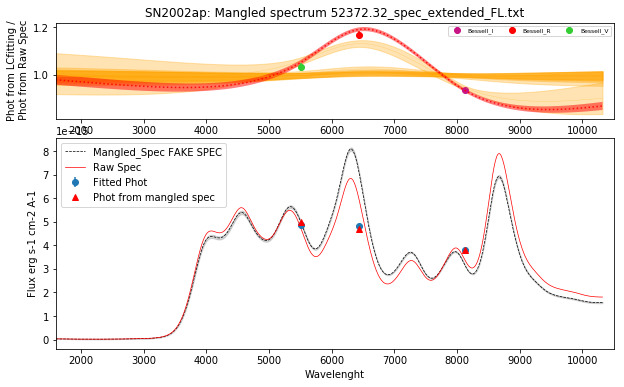 SN2002ap: Mangled spectrum 52372.32_spec_extended_FL.txt
Phot from LCfitting /
Phot from Raw Spec
1.2
1.0
Bessell_I Bessell_R Bessell_V
2000 3000 4000 5000 6000 7000 8000 9000 10000
Flux erg s-1 cm-2 A-1
8
7
6
5
4
3
2
1
0
Mangled_Spec FAKE SPEC
Raw Spec
Fitted Phot
Phot from mangled spec
2000 3000 4000 5000 6000 7000 8000 9000 10000
Wavelenght